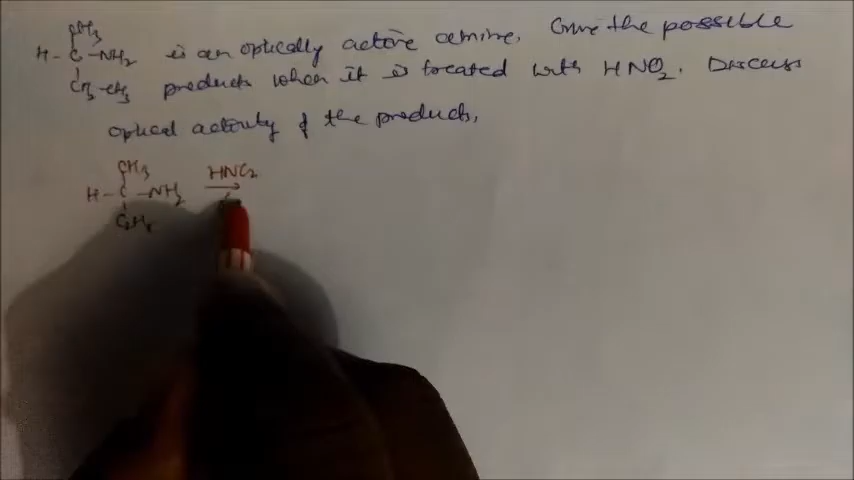 CH3
H - C - NH2 is an optically active amine. Give the possible
CH2-CH3 products when it is treated with HNO2. Discuss
optical activity of the products.
CH3
H - C - NH2 HNO2
C2H5